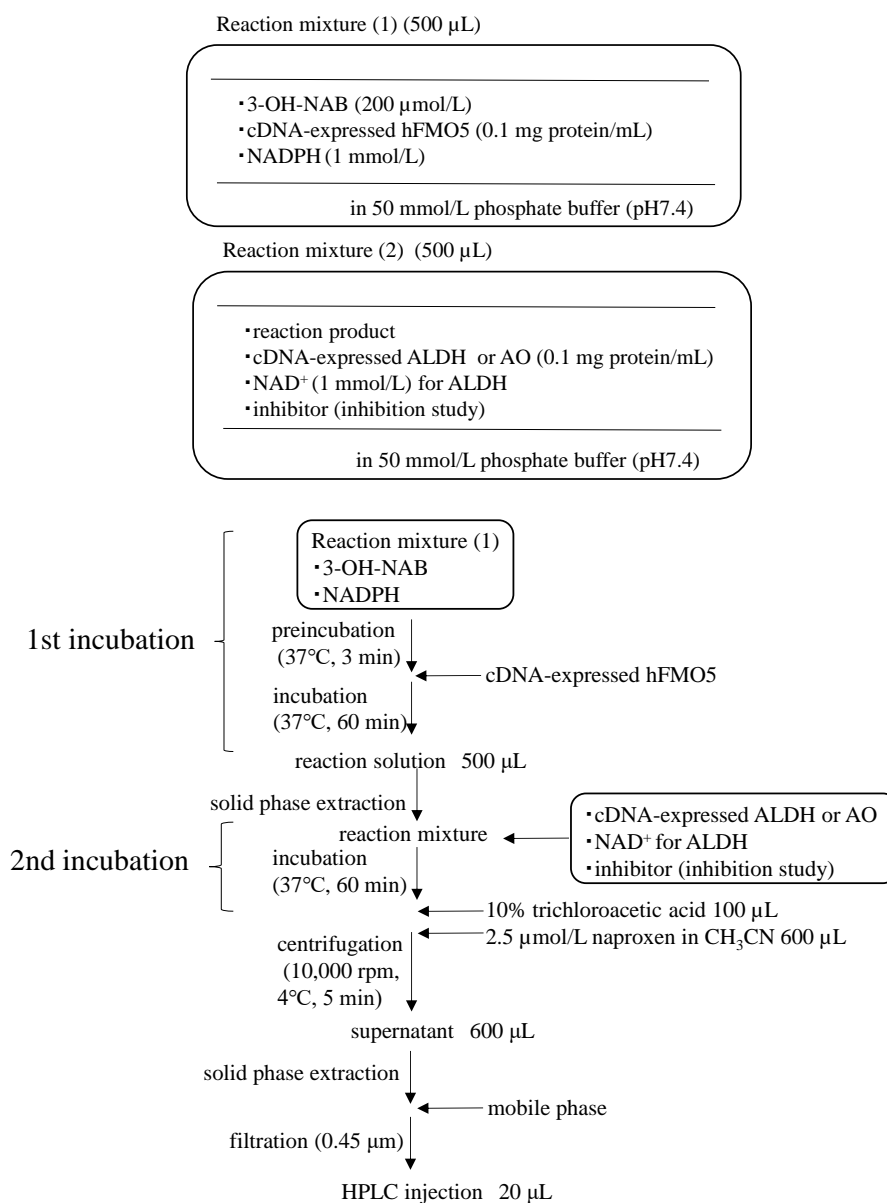 Reaction mixture (1) (500 µL)
・3-OH-NAB (200 µmol/L)
・cDNA-expressed hFMO5 (0.1 mg protein/mL)
・NADPH (1 mmol/L)
in 50 mmol/L phosphate buffer (pH7.4)
Reaction mixture (2) (500 µL)
・reaction product
・cDNA-expressed ALDH or AO (0.1 mg protein/mL)
・NAD⁺ (1 mmol/L) for ALDH
・inhibitor (inhibition study)
in 50 mmol/L phosphate buffer (pH7.4)
Reaction mixture (1)
・3-OH-NAB
・NADPH
1st incubation
preincubation
(37℃, 3 min)
cDNA-expressed hFMO5
incubation
(37℃, 60 min)
reaction solution 500 µL
solid phase extraction
・cDNA-expressed ALDH or AO
・NAD⁺ for ALDH
・inhibitor (inhibition study)
reaction mixture
2nd incubation
incubation
(37℃, 60 min)
10% trichloroacetic acid 100 µL
2.5 µmol/L naproxen in CH₃CN 600 µL
centrifugation
(10,000 rpm,
4℃, 5 min)
supernatant 600 µL
solid phase extraction
mobile phase
filtration (0.45 µm)
HPLC injection 20 µL